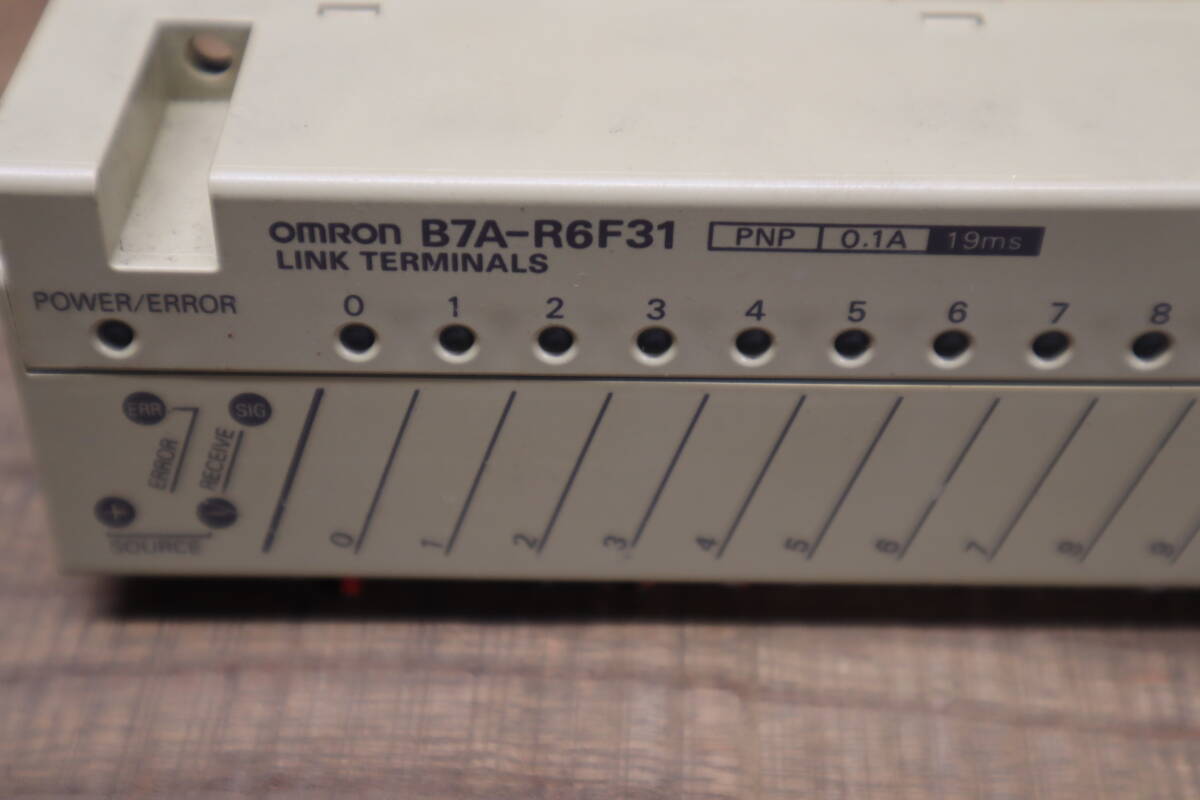 OMRON B7A-R6F31 PNP 0.1A 19ms
LINK TERMINALS
POWER/ERROR 0 1 2 3 4 5 6 7 8
ERR SIG
ERROR RECEIVE
+ −
SOURCE
0 1 2 3 4 5 6 7 8 9